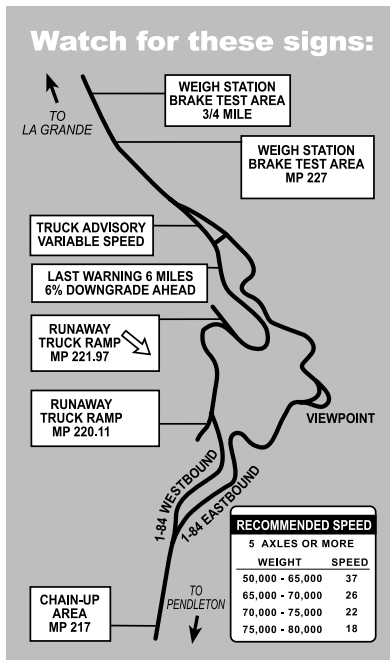 Watch for these signs:
TO
LA GRANDE
WEIGH STATION
BRAKE TEST AREA
3/4 MILE
WEIGH STATION
BRAKE TEST AREA
MP 227
TRUCK ADVISORY
VARIABLE SPEED
LAST WARNING 6 MILES
6% DOWNGRADE AHEAD
RUNAWAY
TRUCK RAMP
MP 221.97
RUNAWAY
TRUCK RAMP
MP 220.11
VIEWPOINT
1-84 WESTBOUND
1-84 EASTBOUND
CHAIN-UP
AREA
MP 217
TO
PENDLETON
RECOMMENDED SPEED
5 AXLES OR MORE
WEIGHT SPEED
50,000 - 65,000 37
65,000 - 70,000 26
70,000 - 75,000 22
75,000 - 80,000 18